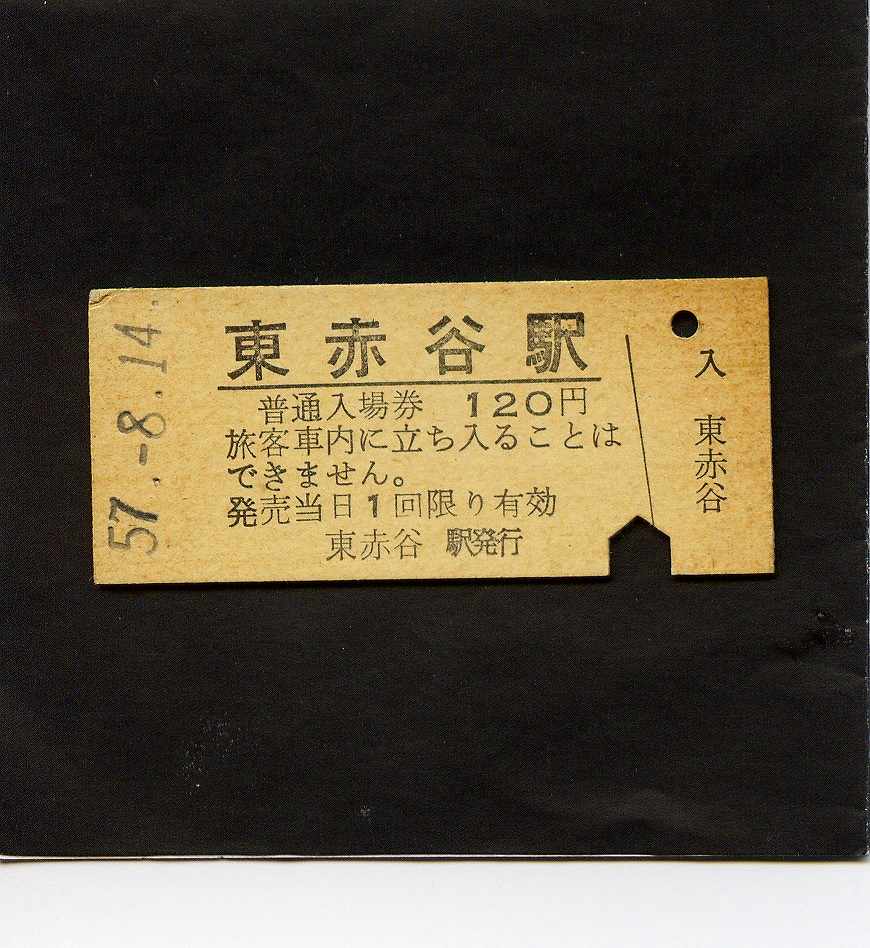 57.-8.14
東赤谷駅
普通入場券 120円
旅客車内に立ち入ることは
できません。
発売当日1回限り有効
東赤谷 駅発行
入
東赤谷